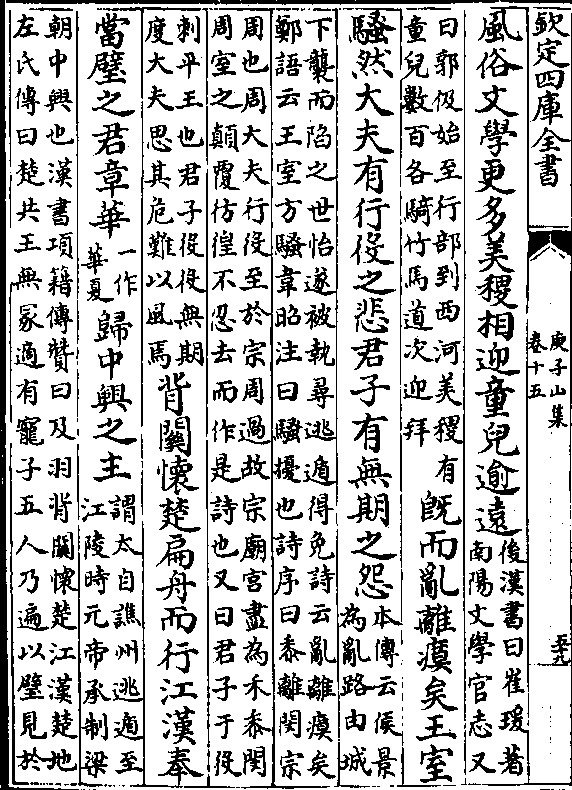 欽定四庫全書
庾子山集
卷十五
五十九
風俗文學更多美稷相迎童兒逾遠後漢書曰崔瑗著
南陽文學官志又
曰郭伋始至行部到西河美稷有
童兒數百各騎竹馬道次迎拜
既而亂離瘼矣王室
騷然大夫有行役之悲君子有無期之怨本傳云侯景
為亂路由城
下襲而陷之世怡遂被執尋逃遁得免詩云亂離瘼矣
鄭語云王室方騷韋昭注曰騷擾也詩序曰黍離閔宗
周也周大夫行役至於宗周過故宗廟宮盡為禾黍閔
周室之顛覆彷徨不忍去而作是詩也又曰君子于役
刺平王也君子從役無期
度大夫思其危難以風焉
背關懷楚扁舟而行江漢奉
當璧之君章華一作
華夏
歸中興之主謂太自譙州逃遁至
江陵時元帝承制梁
朝中興也漢書項籍傳贊曰及羽背關懷楚江漢楚地
左氏傳曰楚共王無冢適有寵子五人乃遍以璧見於